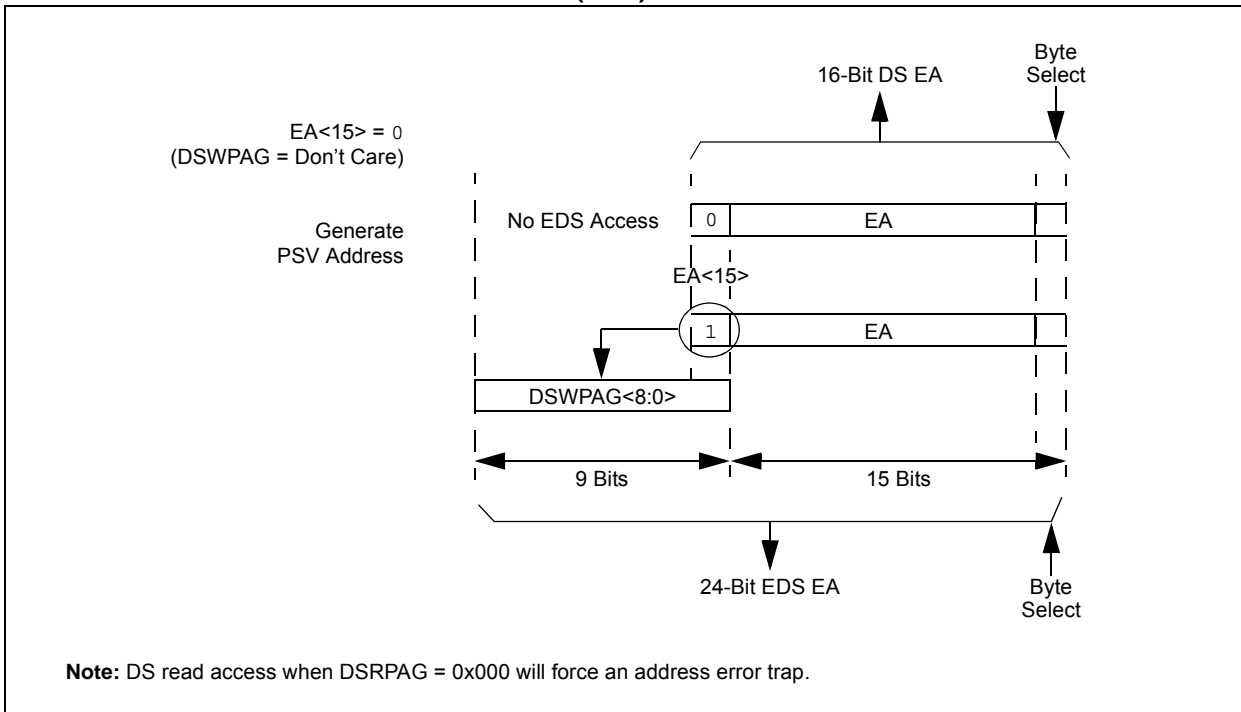 Byte
Select
16-Bit DS EA
EA<15> = 0
(DSWPAG = Don't Care)
No EDS Access
0
EA
Generate
PSV Address
EA<15>
1
EA
DSWPAG<8:0>
9 Bits
15 Bits
24-Bit EDS EA
Byte
Select
Note: DS read access when DSRPAG = 0x000 will force an address error trap.